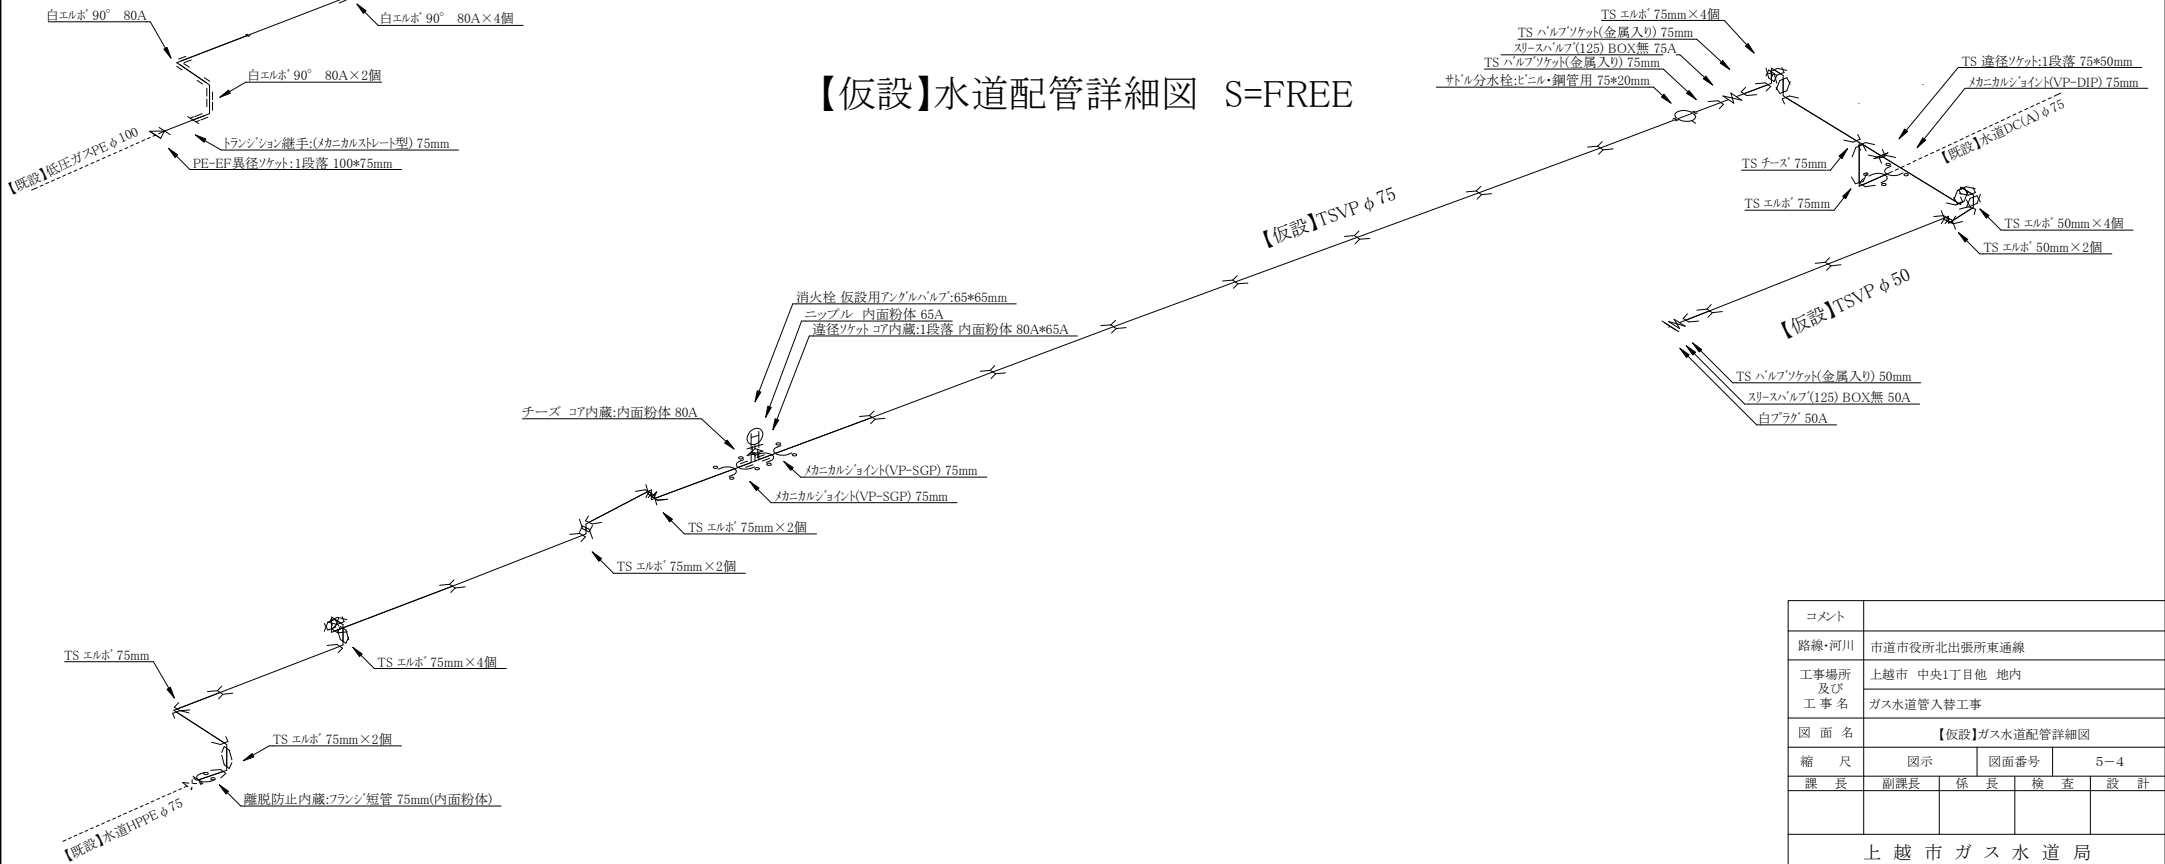 白エルボ 90°　80A
白エルボ 90°　80A×4個
白エルボ 90°　80A×2個
トランジション継手:(メカニカルストレート型) 75mm
PE-EF異径ソケット:1段落 100*75mm
【既設】低圧ガスPEφ100
【仮設】水道配管詳細図　S=FREE
TS エルボ 75mm×4個
TS バルブソケット(金属入り) 75mm
スリースバルブ(125) BOX無 75A
TS バルブソケット(金属入り) 75mm
サドル分水栓:ビニル・鋼管用 75*20mm
TS 違径ソケット:1段落 75*50mm
メカニカルジョイント(VP-DIP) 75mm
【既設】水道DC(A)φ75
TS チーズ 75mm
TS エルボ 75mm
TS エルボ 50mm×4個
TS エルボ 50mm×2個
【仮設】TSVPφ75
【仮設】TSVPφ50
TS バルブソケット(金属入り) 50mm
スリースバルブ(125) BOX無 50A
白プラグ 50A
消火栓 仮設用アングルバルブ:65*65mm
ニップル　内面粉体 65A
違径ソケット コア内蔵:1段落 内面粉体 80A*65A
チーズ コア内蔵:内面粉体 80A
メカニカルジョイント(VP-SGP) 75mm
メカニカルジョイント(VP-SGP) 75mm
TS エルボ 75mm×2個
TS エルボ 75mm×2個
TS エルボ 75mm×4個
TS エルボ 75mm
TS エルボ 75mm×2個
離脱防止内蔵:フランジ短管 75mm(内面粉体)
【既設】水道HPPEφ75
コメント
路線・河川　市道市役所北出張所東通線
工事場所及び工事名　上越市　中央1丁目他　地内
ガス水道管入替工事
図面名　【仮設】ガス水道配管詳細図
縮尺　図示　図面番号　5-4
課長　副課長　係長　検査　設計
上越市ガス水道局